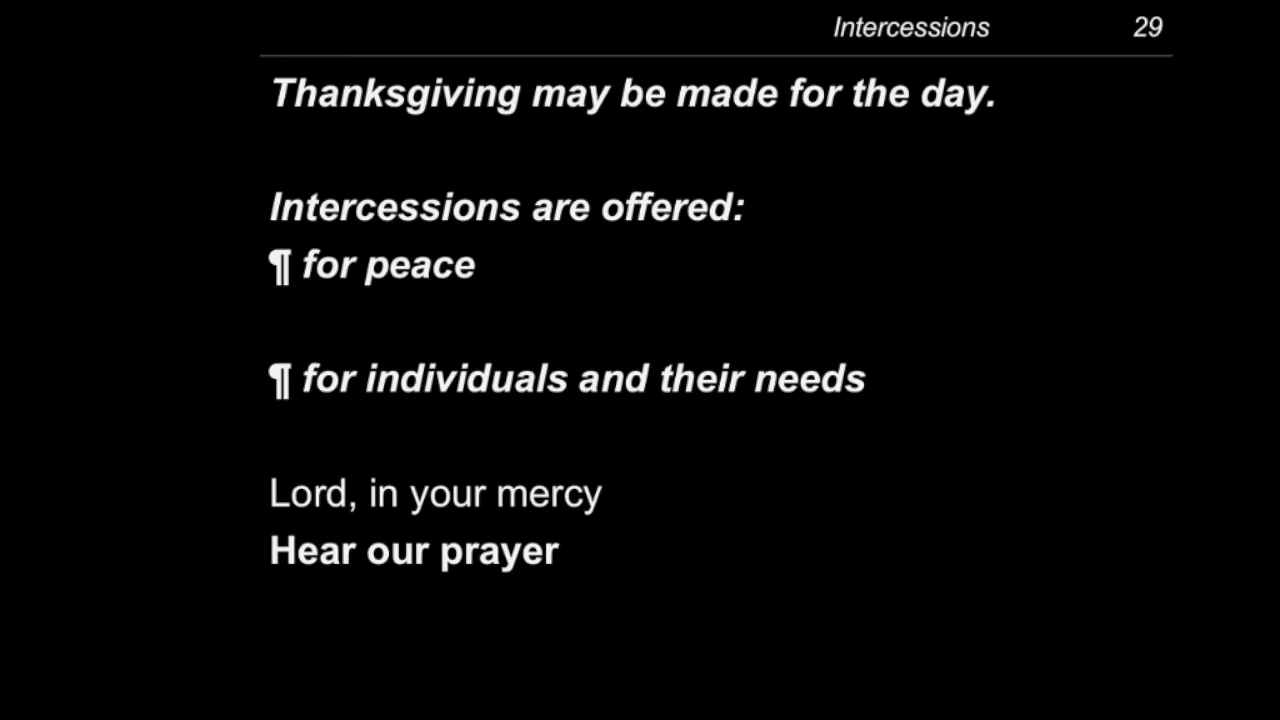 Intercessions 29
Thanksgiving may be made for the day.
Intercessions are offered:
¶ for peace
¶ for individuals and their needs
Lord, in your mercy
Hear our prayer